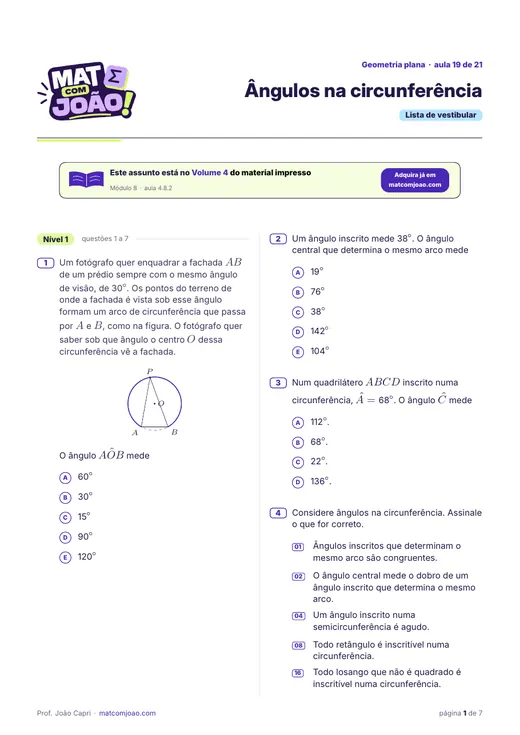 MAT
COM
JOÃO!
Σ
Geometria plana · aula 19 de 21
Ângulos na circunferência
Lista de vestibular
Este assunto está no Volume 4 do material impresso
Módulo 8 · aula 4.8.2
Adquira já em
matcomjoao.com
Nível 1 questões 1 a 7
1 Um fotógrafo quer enquadrar a fachada AB
de um prédio sempre com o mesmo ângulo
de visão, de 30°. Os pontos do terreno de
onde a fachada é vista sob esse ângulo
formam um arco de circunferência que passa
por A e B, como na figura. O fotógrafo quer
saber sob que ângulo o centro O dessa
circunferência vê a fachada.
P
O
A B
O ângulo AÔB mede
A 60°
B 30°
C 15°
D 90°
E 120°
2 Um ângulo inscrito mede 38°. O ângulo
central que determina o mesmo arco mede
A 19°
B 76°
C 38°
D 142°
E 104°
3 Num quadrilátero ABCD inscrito numa
circunferência, Â = 68°. O ângulo Ĉ mede
A 112°.
B 68°.
C 22°.
D 136°.
4 Considere ângulos na circunferência. Assinale
o que for correto.
01 Ângulos inscritos que determinam o
mesmo arco são congruentes.
02 O ângulo central mede o dobro de um
ângulo inscrito que determina o mesmo
arco.
04 Um ângulo inscrito numa
semicircunferência é agudo.
08 Todo retângulo é inscritível numa
circunferência.
16 Todo losango que não é quadrado é
inscritível numa circunferência.
Prof. João Capri · matcomjoao.com
página 1 de 7